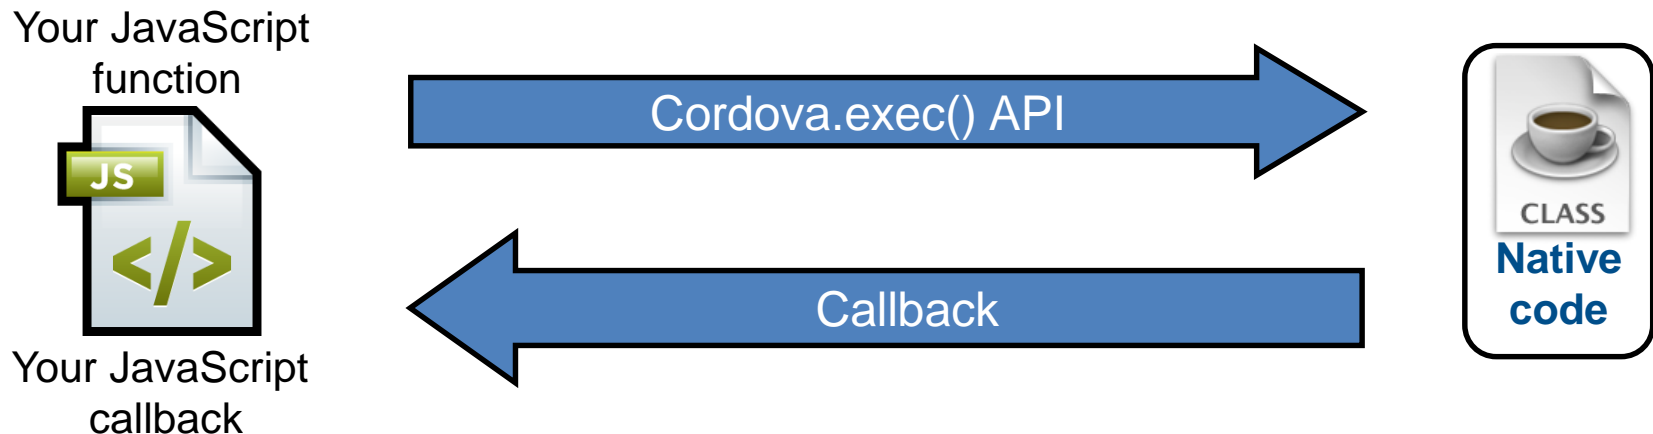 Your JavaScript
function
JS
</>
Your JavaScript
callback
Cordova.exec() API
Callback
CLASS
Native
code